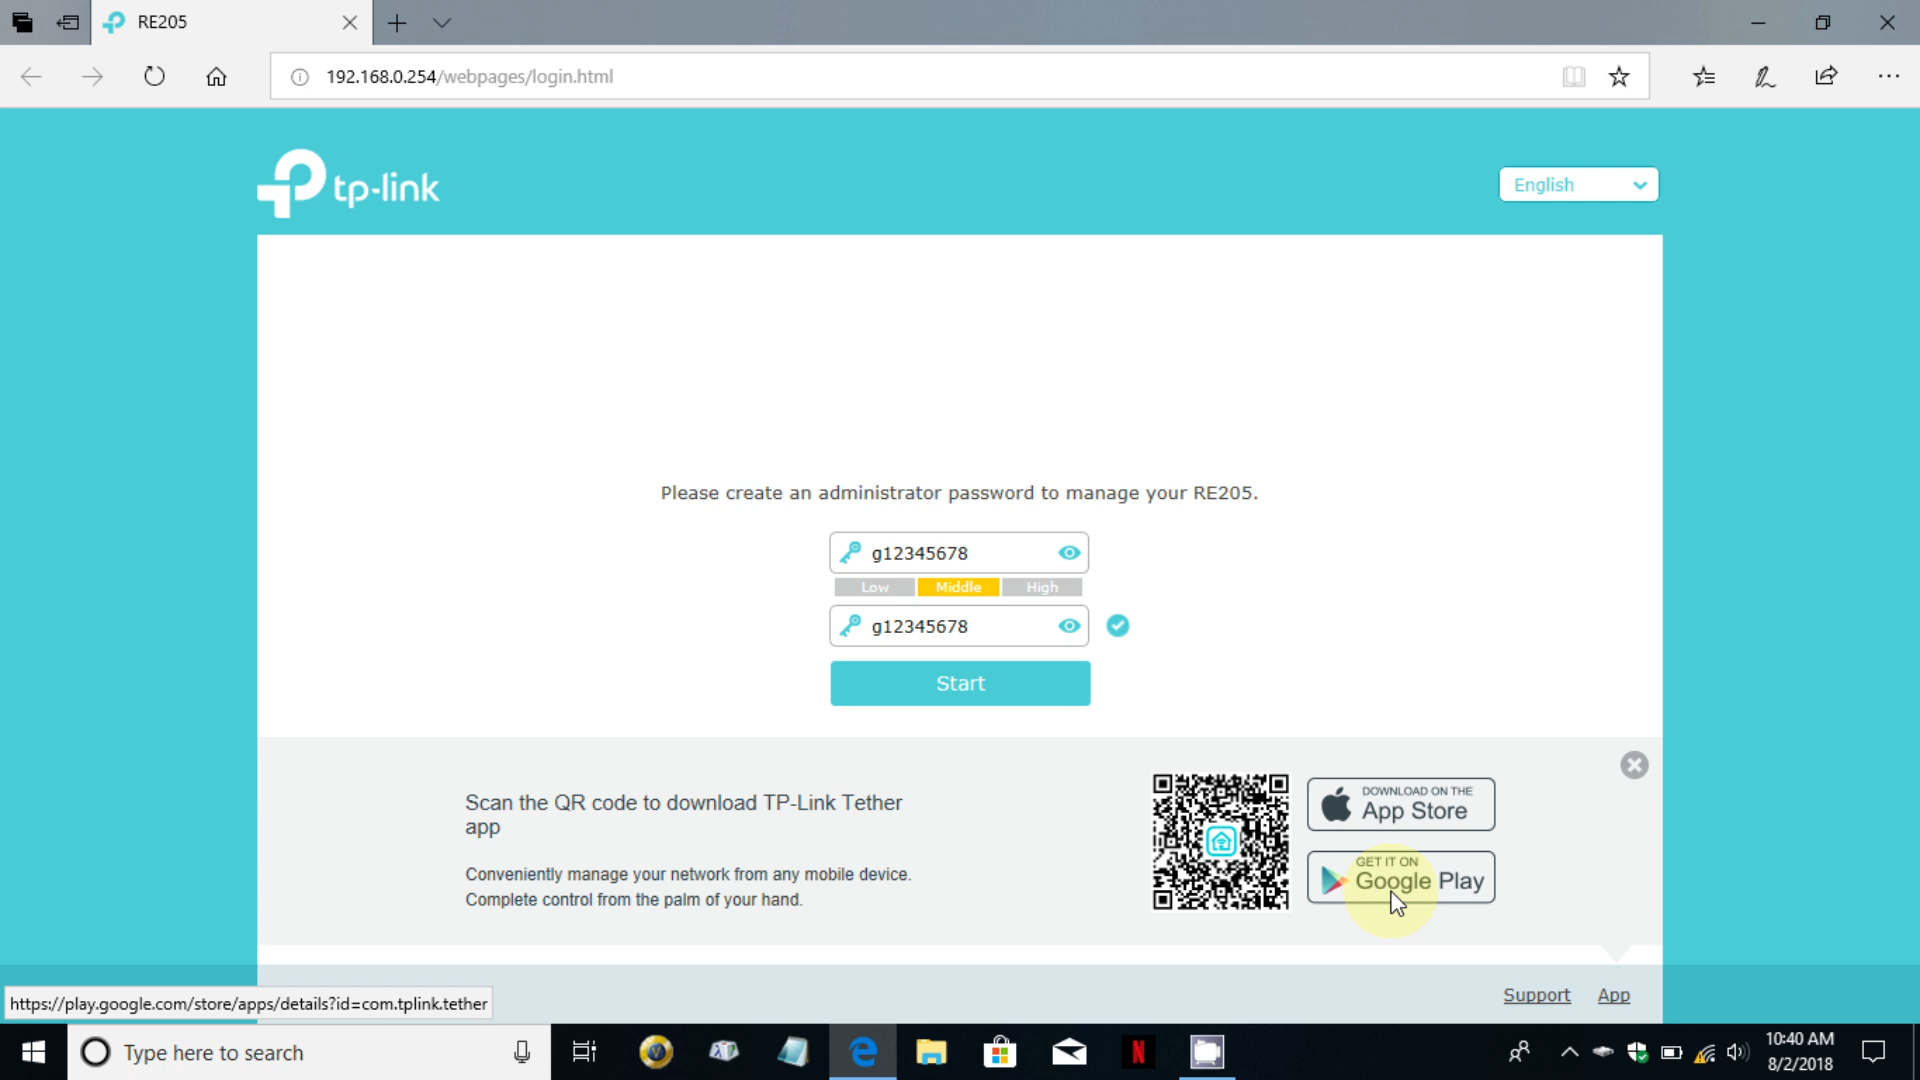 RE205
192.168.0.254/webpages/login.html
tp-link
English
Please create an administrator password to manage your RE205.
g12345678
Low Middle High
g12345678
Start
Scan the QR code to download TP-Link Tether
app
Conveniently manage your network from any mobile device.
Complete control from the palm of your hand.
DOWNLOAD ON THE
App Store
GET IT ON
Google Play
Support App
https://play.google.com/store/apps/details?id=com.tplink.tether
Type here to search
10:40 AM
8/2/2018